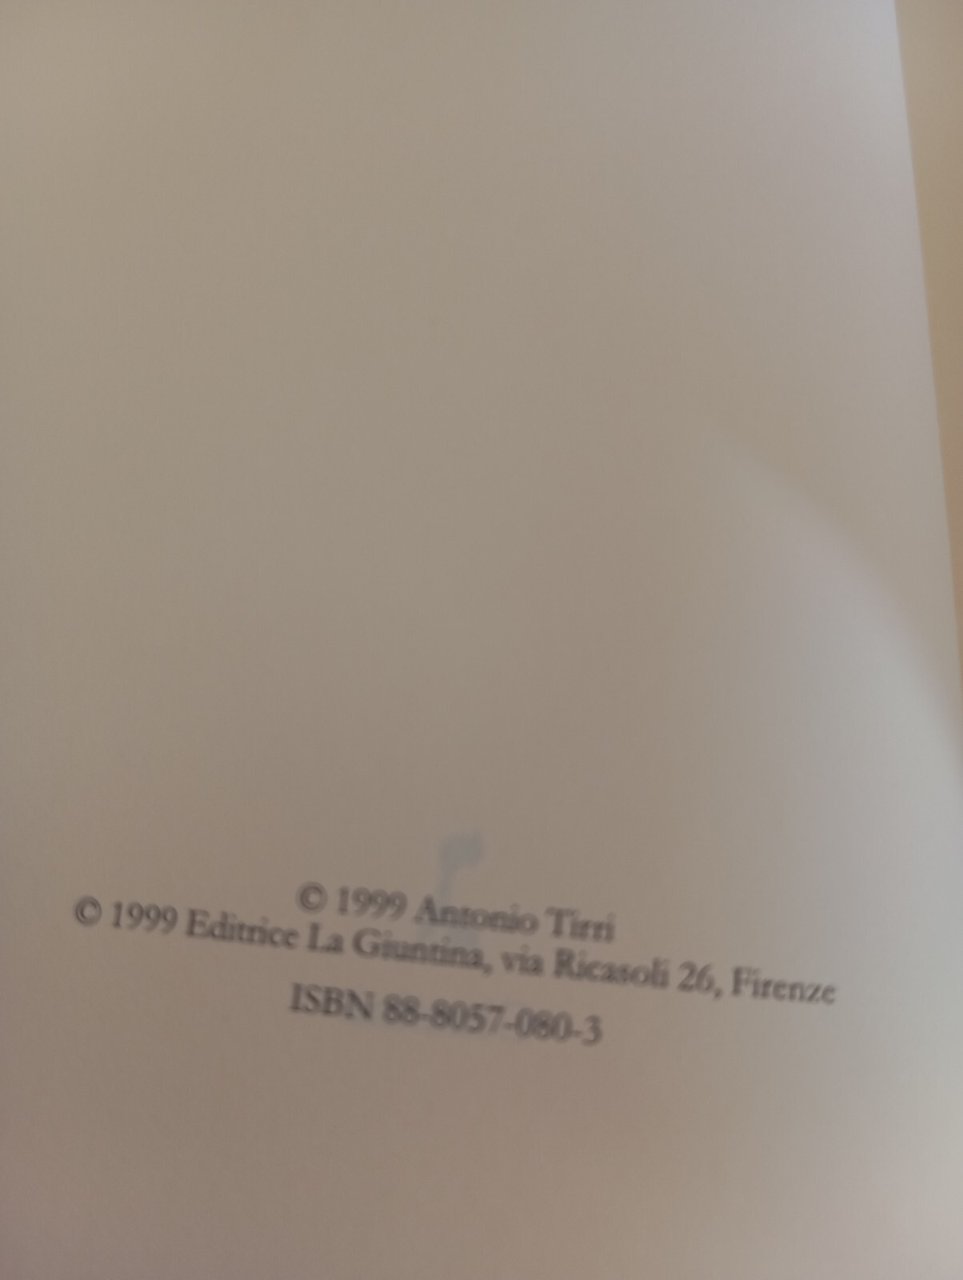 © 1999 Antonio Tirri
© 1999 Editrice La Giuntina, via Ricasoli 26, Firenze
ISBN 88-8057-080-3